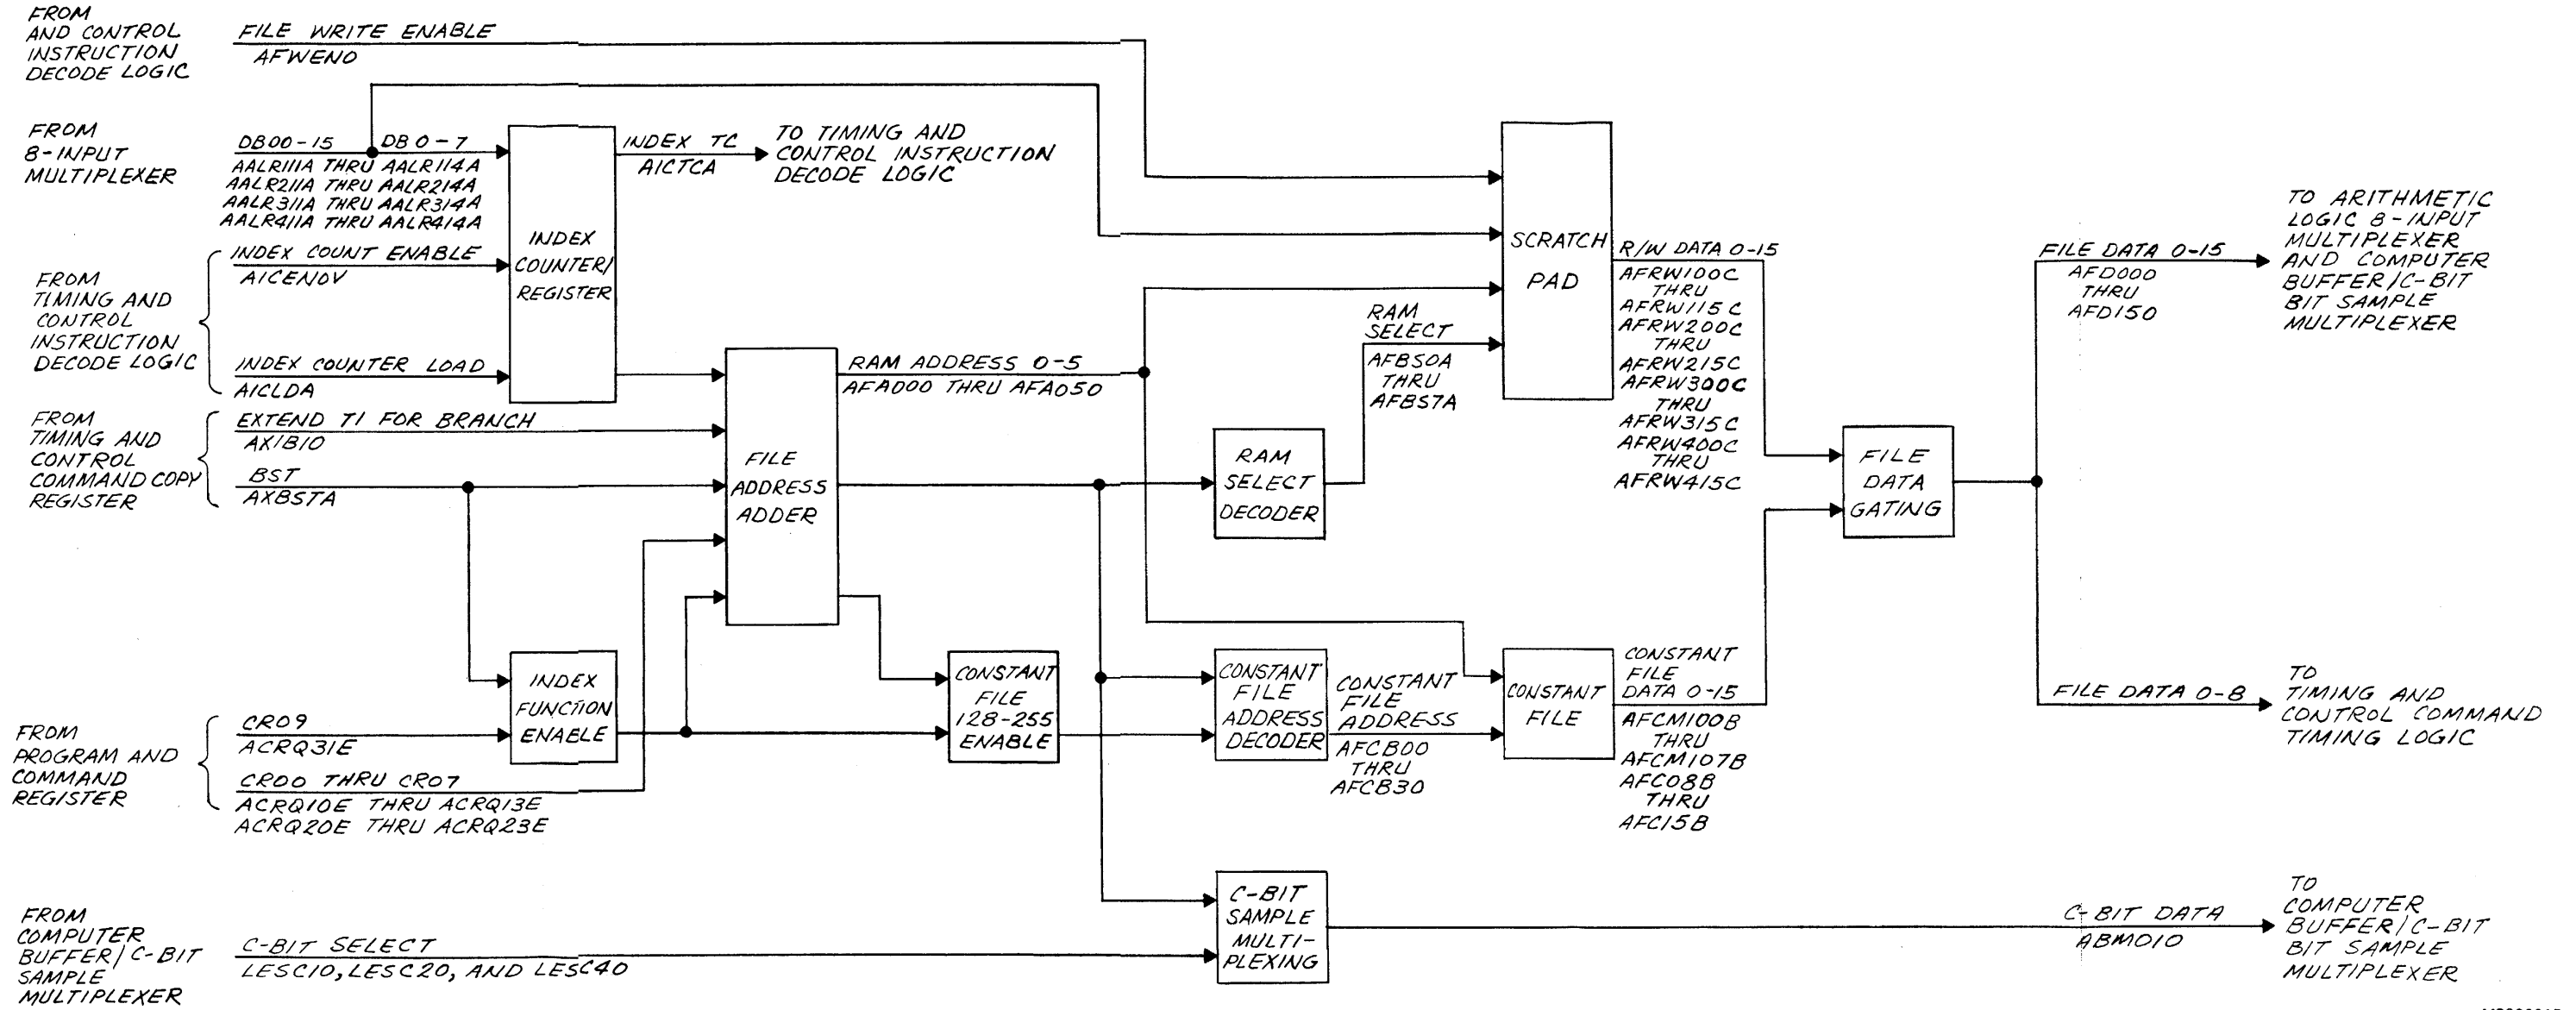 FROM
AND CONTROL
INSTRUCTION
DECODE LOGIC
FILE WRITE ENABLE
AFWENO
FROM
8-INPUT
MULTIPLEXER
DB00-15
DB0-7
AALR111A THRU AALR114A
AALR211A THRU AALR214A
AALR311A THRU AALR314A
AALR411A THRU AALR414A
FROM
TIMING AND
CONTROL
INSTRUCTION
DECODE LOGIC
INDEX COUNT ENABLE
AICENOV
INDEX COUNTER LOAD
AICLDA
INDEX
COUNTER/
REGISTER
INDEX TC
AICTCA
TO TIMING AND
CONTROL INSTRUCTION
DECODE LOGIC
FROM
TIMING AND
CONTROL
COMMAND COPY
REGISTER
EXTEND T1 FOR BRANCH
AX1B10
BST
AXBSTA
FILE
ADDRESS
ADDER
RAM ADDRESS 0-5
AFA000 THRU AFA050
FROM
PROGRAM AND
COMMAND
REGISTER
CR09
ACRQ31E
CR00 THRU CR07
ACRQ10E THRU ACRQ13E
ACRQ20E THRU ACRQ23E
INDEX
FUNCTION
ENABLE
CONSTANT
FILE
128-255
ENABLE
RAM
SELECT
DECODER
RAM
SELECT
AFBS0A
THRU
AFBS7A
SCRATCH
PAD
R/W DATA 0-15
AFRW100C
THRU
AFRW115C
AFRW200C
THRU
AFRW215C
AFRW300C
THRU
AFRW315C
AFRW400C
THRU
AFRW415C
CONSTANT
FILE
ADDRESS
DECODER
CONSTANT
FILE
ADDRESS
AFCB00
THRU
AFCB30
CONSTANT
FILE
CONSTANT
FILE
DATA 0-15
AFCM100B
THRU
AFCM107B
AFC08B
THRU
AFC15B
FILE
DATA
GATING
FILE DATA 0-15
AFD000
THRU
AFD150
TO ARITHMETIC
LOGIC 8-INPUT
MULTIPLEXER
AND COMPUTER
BUFFER/C-BIT
BIT SAMPLE
MULTIPLEXER
FILE DATA 0-8
TO
TIMING AND
CONTROL COMMAND
TIMING LOGIC
FROM
COMPUTER
BUFFER/C-BIT
SAMPLE
MULTIPLEXER
C-BIT SELECT
LESC10, LESC20, AND LESC40
C-BIT
SAMPLE
MULTI-
PLEXING
C-BIT DATA
ABM010
TO
COMPUTER
BUFFER/C-BIT
BIT SAMPLE
MULTIPLEXER